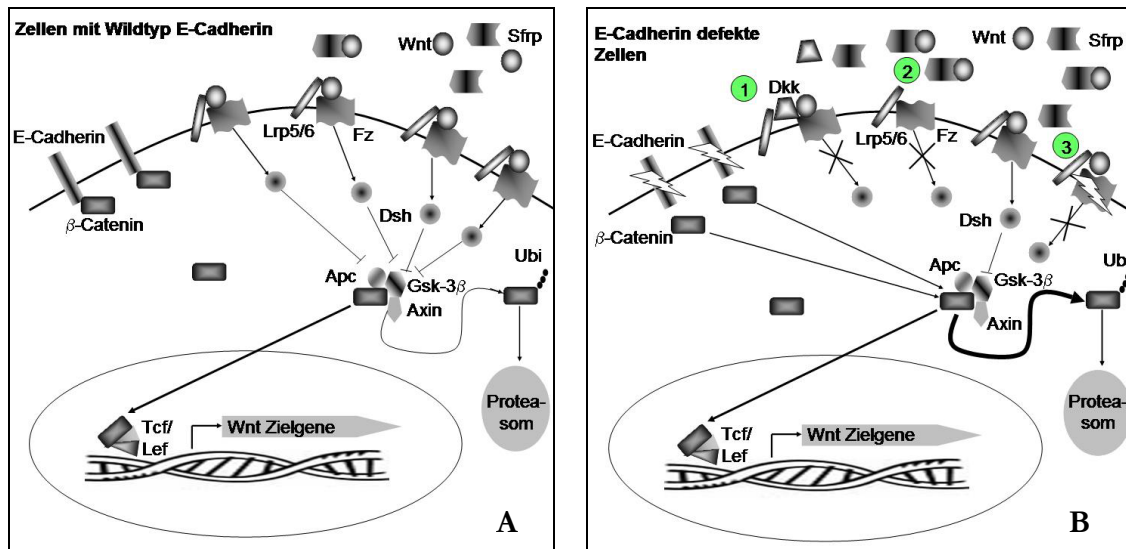 Zellen mit Wildtyp E-Cadherin
Wnt
Sfrp
E-Cadherin
Lrp5/6
Fz
β-Catenin
Dsh
Apc
Gsk-3β
Axin
Ubi
Protea-
som
Tcf/
Lef
Wnt Zielgene
A
E-Cadherin defekte
Zellen
Wnt
Sfrp
1
Dkk
2
E-Cadherin
Lrp5/6
Fz
3
β-Catenin
Dsh
Apc
Gsk-3β
Axin
Ubi
Protea-
som
Tcf/
Lef
Wnt Zielgene
B